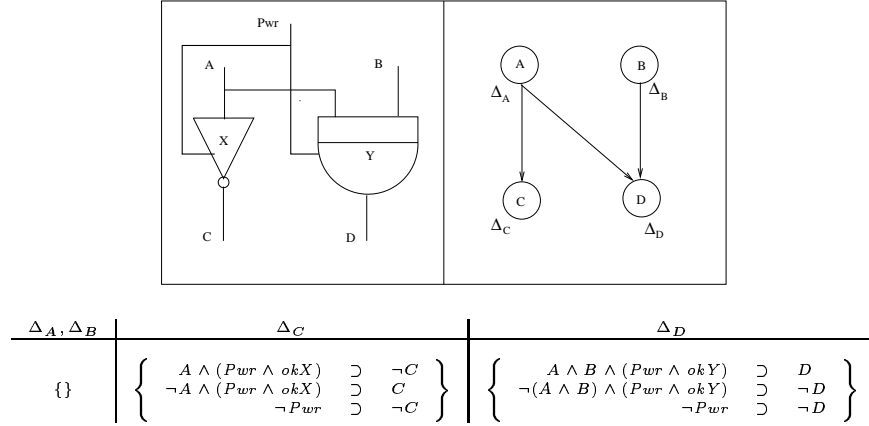 Pwr
A B
X Y
C D
A B
Δ_A Δ_B
C D
Δ_C Δ_D
Δ_A, Δ_B Δ_C Δ_D
A ∧ (Pwr ∧ okX) ⊃ ¬C A ∧ B ∧ (Pwr ∧ okY) ⊃ D
{} ¬A ∧ (Pwr ∧ okX) ⊃ C ¬(A ∧ B) ∧ (Pwr ∧ okY) ⊃ ¬D
¬Pwr ⊃ ¬C ¬Pwr ⊃ ¬D